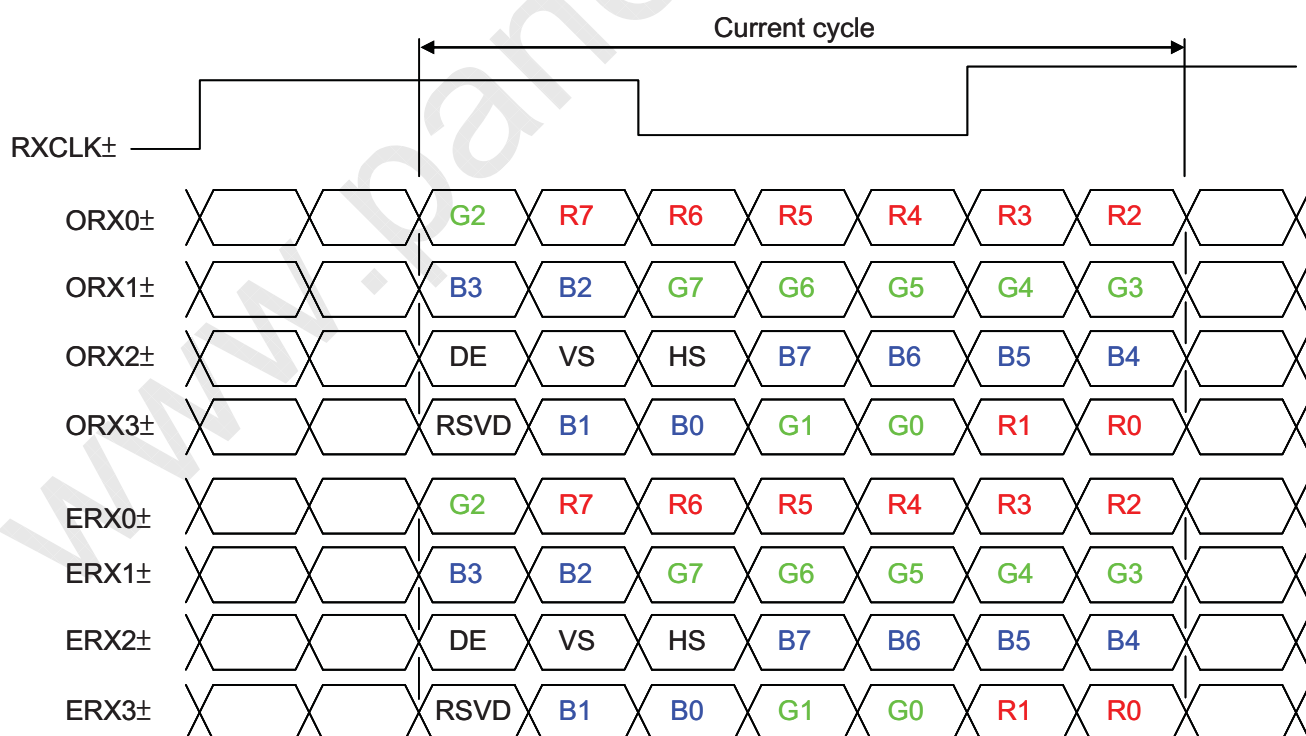 Current cycle
RXCLK±
ORX0± G2 R7 R6 R5 R4 R3 R2
ORX1± B3 B2 G7 G6 G5 G4 G3
ORX2± DE VS HS B7 B6 B5 B4
ORX3± RSVD B1 B0 G1 G0 R1 R0
ERX0± G2 R7 R6 R5 R4 R3 R2
ERX1± B3 B2 G7 G6 G5 G4 G3
ERX2± DE VS HS B7 B6 B5 B4
ERX3± RSVD B1 B0 G1 G0 R1 R0
www.pan